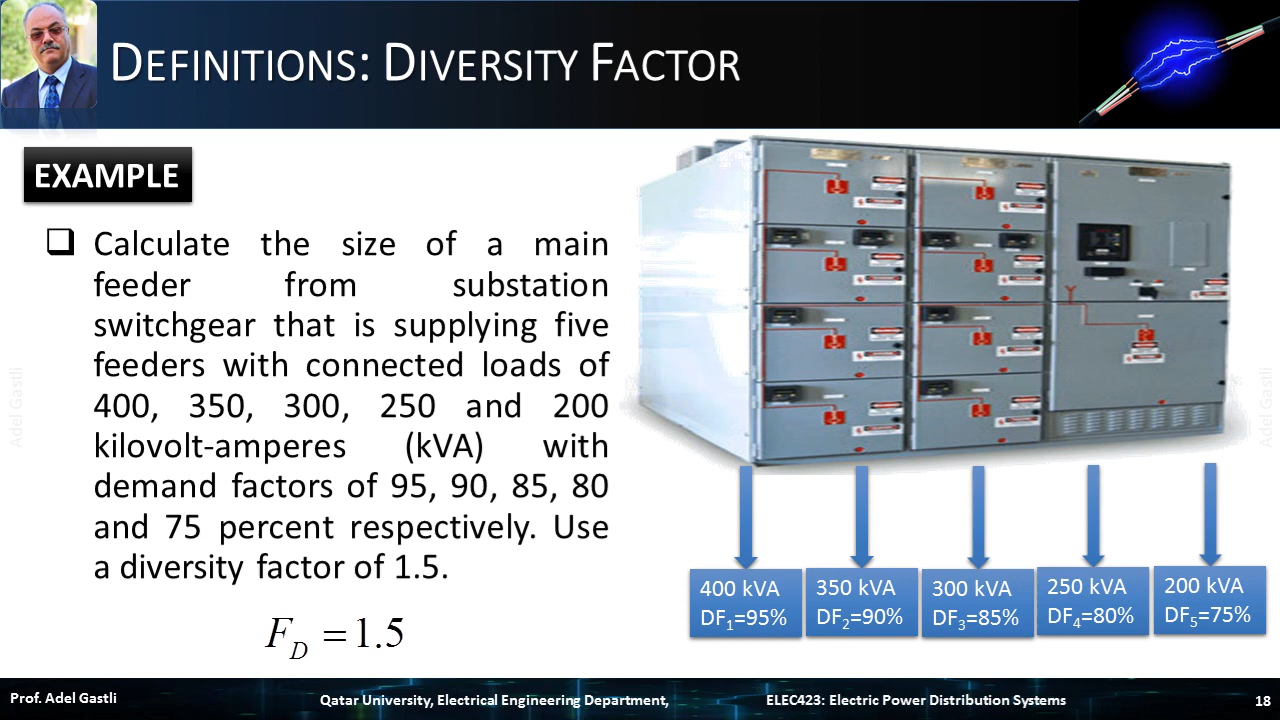 DEFINITIONS: DIVERSITY FACTOR
EXAMPLE
❑ Calculate the size of a main
feeder from substation
switchgear that is supplying five
feeders with connected loads of
400, 350, 300, 250 and 200
kilovolt-amperes (kVA) with
demand factors of 95, 90, 85, 80
and 75 percent respectively. Use
a diversity factor of 1.5.
F_D = 1.5
400 kVA
DF₁=95%
350 kVA
DF₂=90%
300 kVA
DF₃=85%
250 kVA
DF₄=80%
200 kVA
DF₅=75%
Adel Gastli
Adel Gastli
Prof. Adel Gastli
Qatar University, Electrical Engineering Department,
ELEC423: Electric Power Distribution Systems
18